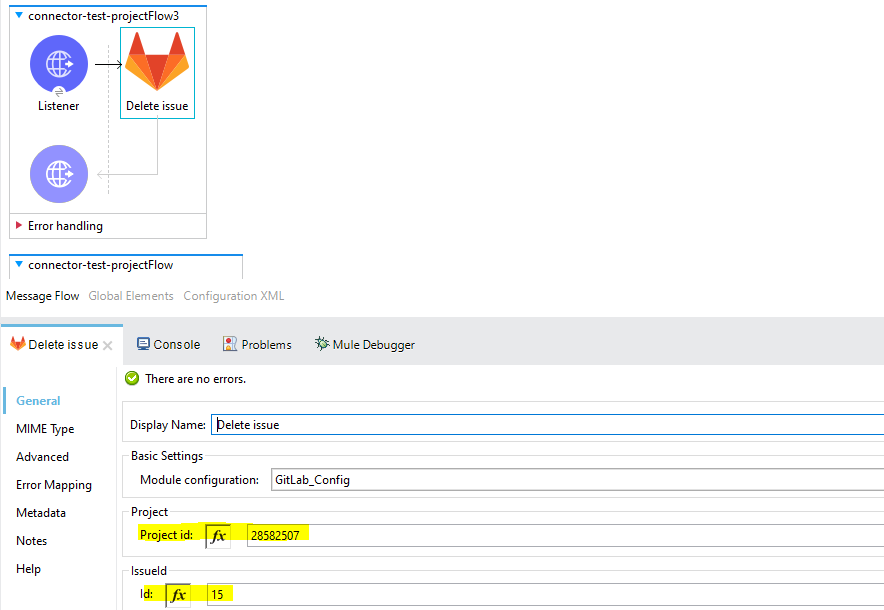 connector-test-projectFlow3
Listener
Delete issue
Error handling
connector-test-projectFlow
Message Flow Global Elements Configuration XML
Delete issue Console Problems Mule Debugger
There are no errors.
General
MIME Type
Advanced
Error Mapping
Metadata
Notes
Help
Display Name: Delete issue
Basic Settings
Module configuration: GitLab_Config
Project
Project id: fx 28582507
IssueId
Id: fx 15